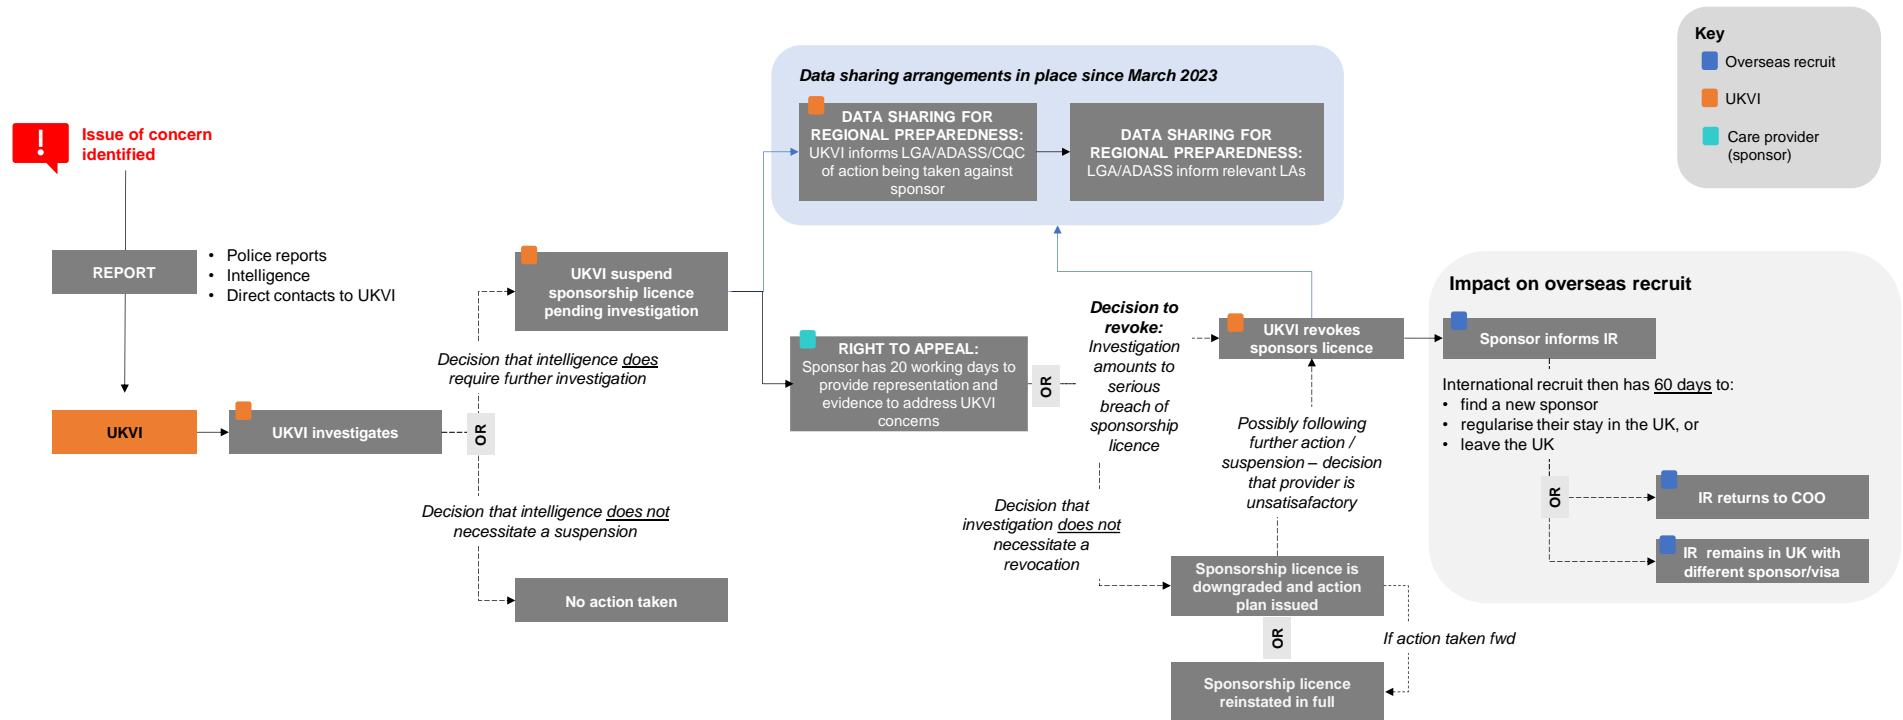 Key
Overseas recruit
UKVI
Care provider
(sponsor)
Data sharing arrangements in place since March 2023
DATA SHARING FOR
REGIONAL PREPAREDNESS:
UKVI informs LGA/ADASS/CQC
of action being taken against
sponsor
DATA SHARING FOR
REGIONAL PREPAREDNESS:
LGA/ADASS inform relevant LAs
!
Issue of concern
identified
REPORT
• Police reports
• Intelligence
• Direct contacts to UKVI
UKVI
UKVI investigates
OR
Decision that intelligence does
require further investigation
Decision that intelligence does not
necessitate a suspension
UKVI suspend
sponsorship licence
pending investigation
No action taken
RIGHT TO APPEAL:
Sponsor has 20 working days to
provide representation and
evidence to address UKVI
concerns
OR
Decision to
revoke:
Investigation
amounts to
serious
breach of
sponsorship
licence
Decision that
investigation does not
necessitate a
revocation
UKVI revokes
sponsors licence
Possibly following
further action /
suspension – decision
that provider is
unsatisafactory
Sponsorship licence is
downgraded and action
plan issued
OR
If action taken fwd
Sponsorship licence
reinstated in full
Impact on overseas recruit
Sponsor informs IR
International recruit then has 60 days to:
• find a new sponsor
• regularise their stay in the UK, or
• leave the UK
OR
IR returns to COO
IR remains in UK with
different sponsor/visa